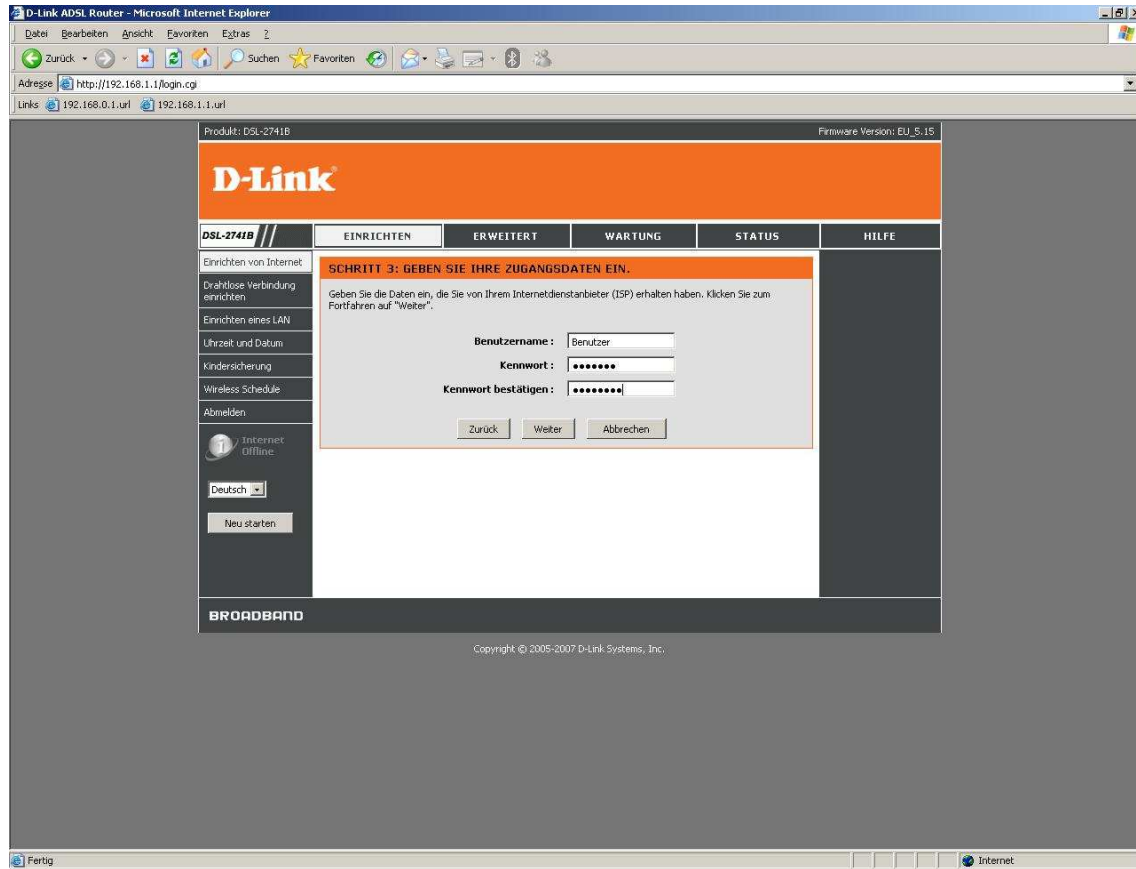 D-Link ADSL Router - Microsoft Internet Explorer
Datei Bearbeiten Ansicht Favoriten Extras ?
Zurück Suchen Favoriten
Adresse http://192.168.1.1/login.cgi
Links 192.168.0.1.url 192.168.1.1.url
Produkt: DSL-2741B Firmware Version: EU_5.15
D-Link
DSL-2741B EINRICHTEN ERWEITERT WARTUNG STATUS HILFE
Einrichten von Internet
Drahtlose Verbindung
einrichten
Einrichten eines LAN
Uhrzeit und Datum
Kindersicherung
Wireless Schedule
Abmelden
Internet
Offline
Deutsch
Neu starten
SCHRITT 3: GEBEN SIE IHRE ZUGANGSDATEN EIN.
Geben Sie die Daten ein, die Sie von Ihrem Internetdienstanbieter (ISP) erhalten haben. Klicken Sie zum
Fortfahren auf "Weiter".
Benutzername : Benutzer
Kennwort : •••••••
Kennwort bestätigen : ••••••••
Zurück Weiter Abbrechen
BROADBAND
Copyright © 2005-2007 D-Link Systems, Inc.
Fertig Internet